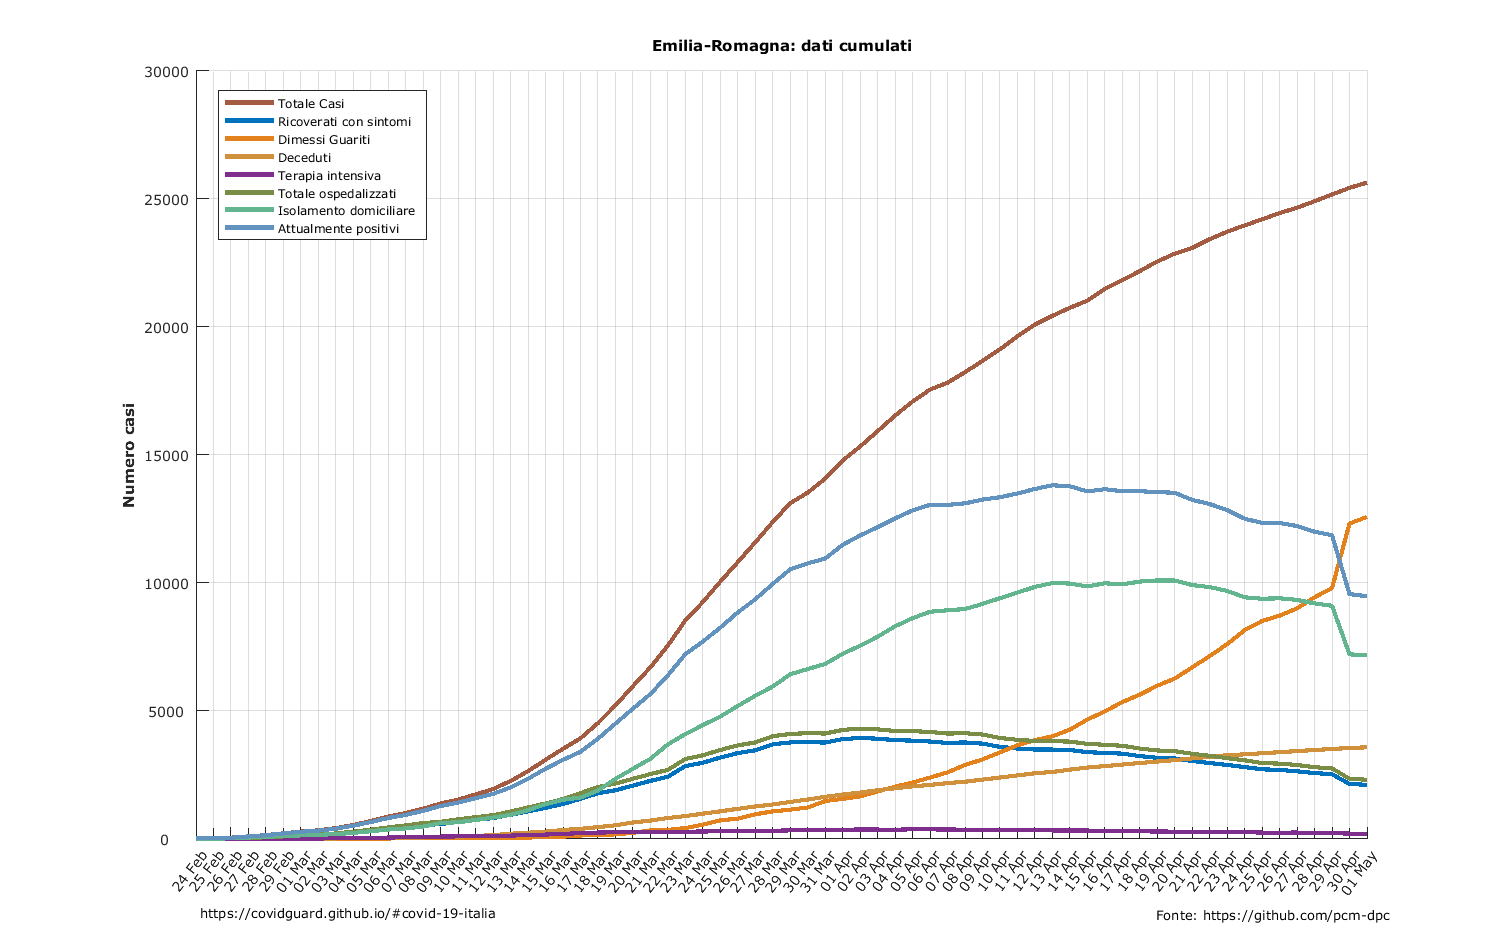 Emilia-Romagna: dati cumulati
30000
25000
20000
15000
10000
5000
0
Numero casi
Totale Casi
Ricoverati con sintomi
Dimessi Guariti
Deceduti
Terapia intensiva
Totale ospedalizzati
Isolamento domiciliare
Attualmente positivi
24 Feb
25 Feb
26 Feb
27 Feb
28 Feb
29 Feb
01 Mar
02 Mar
03 Mar
04 Mar
05 Mar
06 Mar
07 Mar
08 Mar
09 Mar
10 Mar
11 Mar
12 Mar
13 Mar
14 Mar
15 Mar
16 Mar
17 Mar
18 Mar
19 Mar
20 Mar
21 Mar
22 Mar
23 Mar
24 Mar
25 Mar
26 Mar
27 Mar
28 Mar
29 Mar
30 Mar
31 Mar
01 Apr
02 Apr
03 Apr
04 Apr
05 Apr
06 Apr
07 Apr
08 Apr
09 Apr
10 Apr
11 Apr
12 Apr
13 Apr
14 Apr
15 Apr
16 Apr
17 Apr
18 Apr
19 Apr
20 Apr
21 Apr
22 Apr
23 Apr
24 Apr
25 Apr
26 Apr
27 Apr
28 Apr
29 Apr
30 Apr
01 May
https://covidguard.github.io/#covid-19-italia
Fonte: https://github.com/pcm-dpc